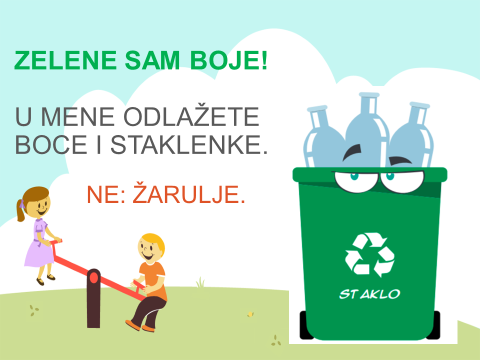 ZELENE SAM BOJE!
U MENE ODLAŽETE
BOCE I STAKLENKE.
NE: ŽARULJE.
STAKLO